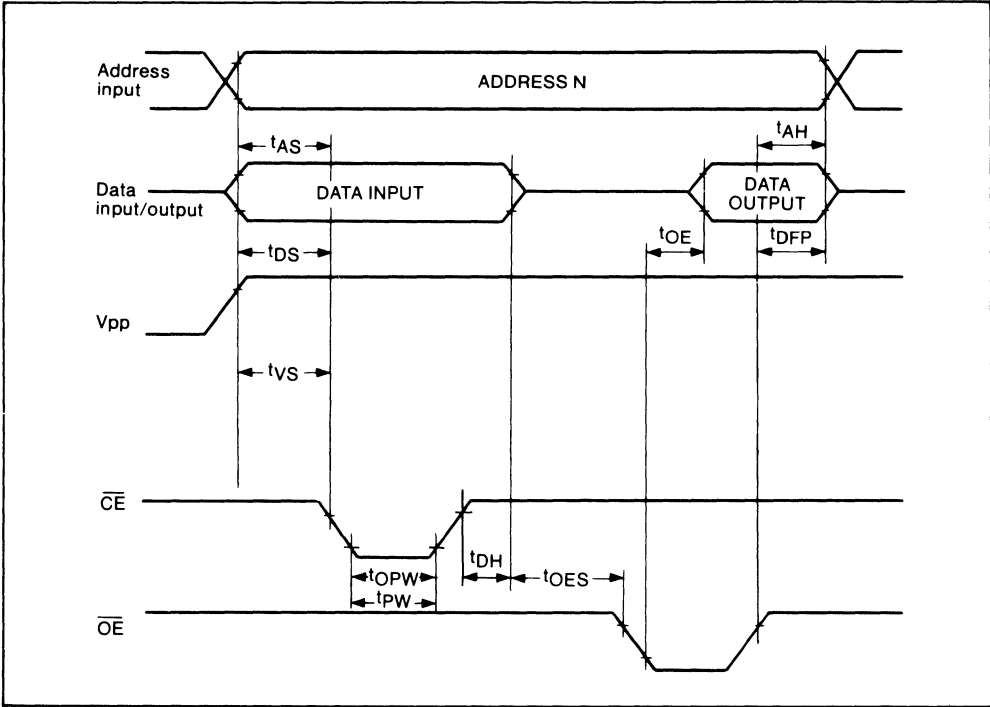 Address
input
ADDRESS N
tAS
tAH
Data
input/output
DATA INPUT
DATA
OUTPUT
tDS
tOE
tDFP
Vpp
tVS
CE
tDH
tOES
tOPW
tPW
OE